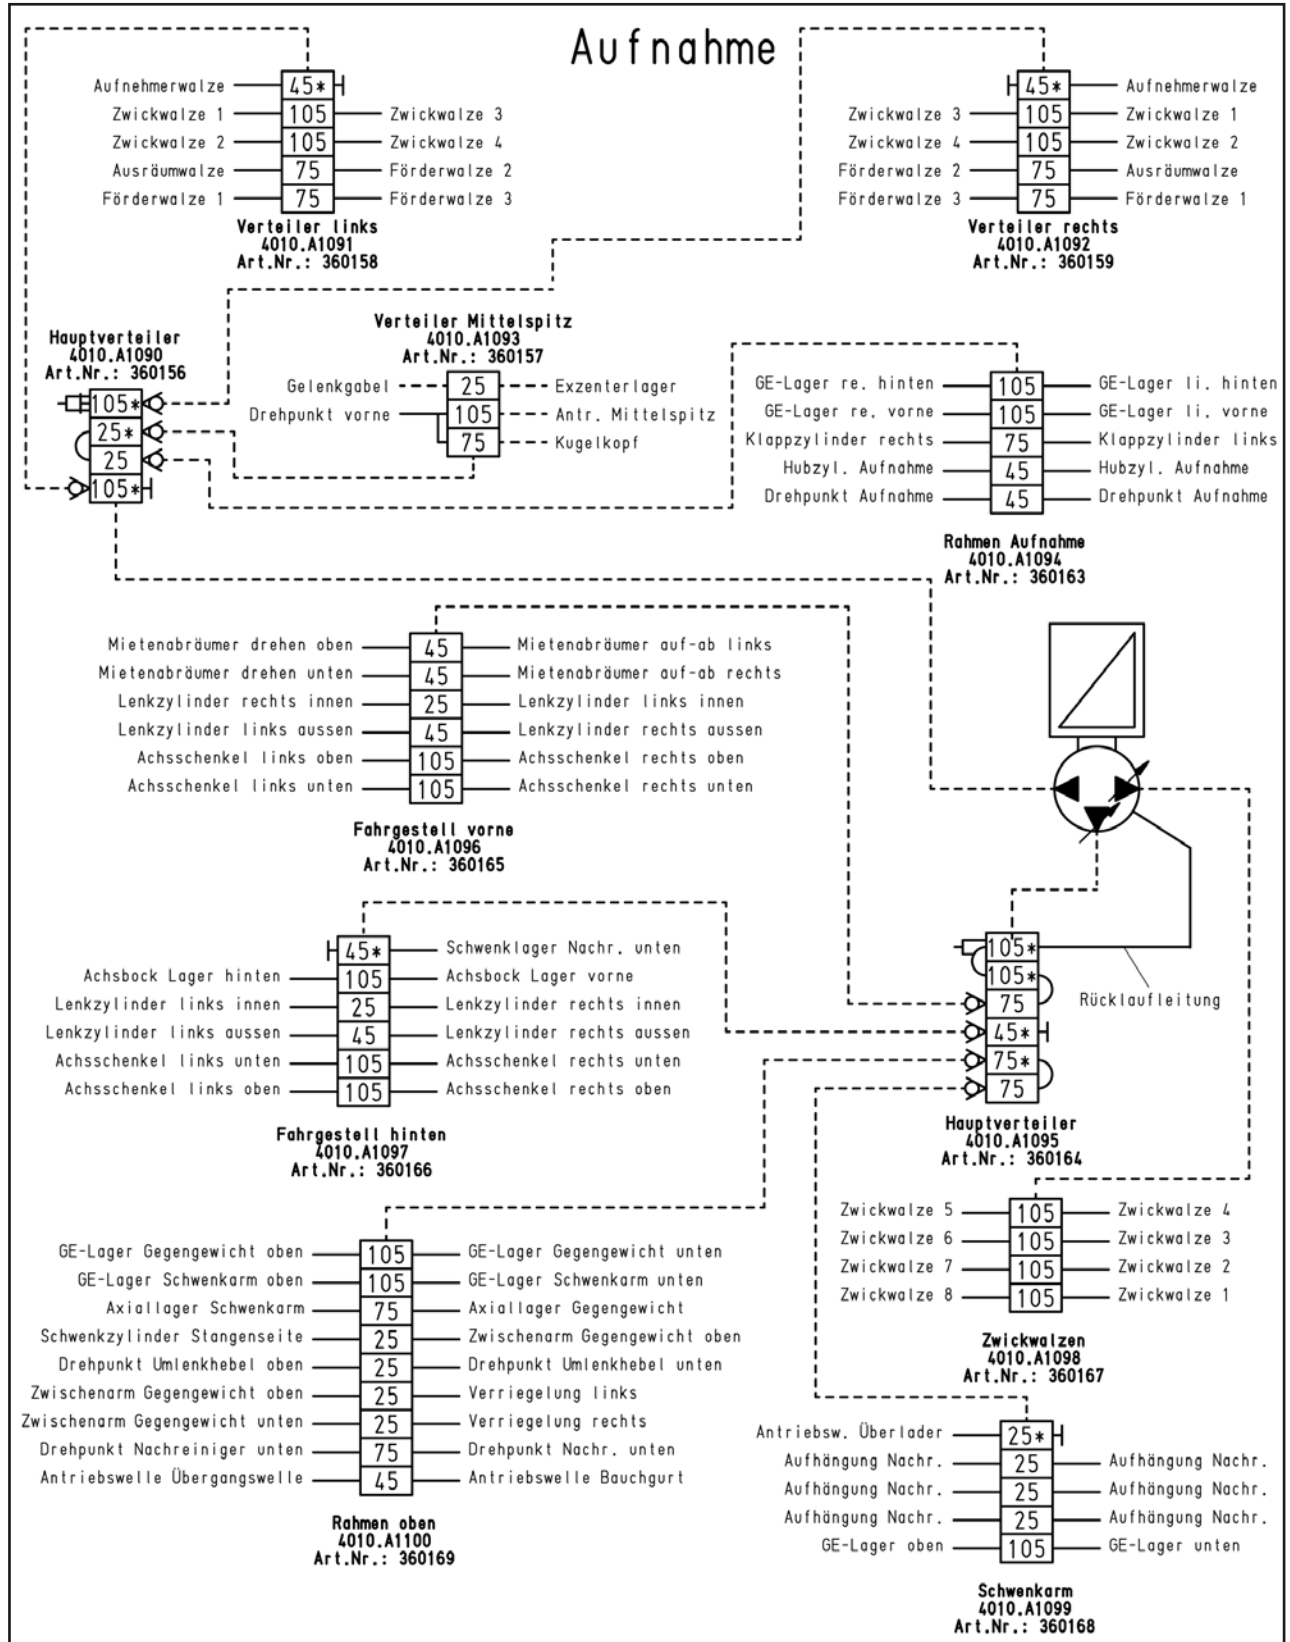 Aufnahme
Aufnehmerwalze 45*
Zwickwalze 1 105 Zwickwalze 3
Zwickwalze 2 105 Zwickwalze 4
Ausräumwalze 75 Förderwalze 2
Förderwalze 1 75 Förderwalze 3
Verteiler links
4010.A1091
Art.Nr.: 360158
45* Aufnehmerwalze
Zwickwalze 3 105 Zwickwalze 1
Zwickwalze 4 105 Zwickwalze 2
Förderwalze 2 75 Ausräumwalze
Förderwalze 3 75 Förderwalze 1
Verteiler rechts
4010.A1092
Art.Nr.: 360159
Hauptverteiler
4010.A1090
Art.Nr.: 360156
105*
25*
25
105*
Verteiler Mittelspitz
4010.A1093
Art.Nr.: 360157
Gelenkgabel 25 Exzenterlager
Drehpunkt vorne 105 Antr. Mittelspitz
75 Kugelkopf
GE-Lager re. hinten 105 GE-Lager li. hinten
GE-Lager re. vorne 105 GE-Lager li. vorne
Klappzylinder rechts 75 Klappzylinder links
Hubzyl. Aufnahme 45 Hubzyl. Aufnahme
Drehpunkt Aufnahme 45 Drehpunkt Aufnahme
Rahmen Aufnahme
4010.A1094
Art.Nr.: 360163
Mietenabräumer drehen oben 45 Mietenabräumer auf-ab links
Mietenabräumer drehen unten 45 Mietenabräumer auf-ab rechts
Lenkzylinder rechts innen 25 Lenkzylinder links innen
Lenkzylinder links aussen 45 Lenkzylinder rechts aussen
Achsschenkel links oben 105 Achsschenkel rechts oben
Achsschenkel links unten 105 Achsschenkel rechts unten
Fahrgestell vorne
4010.A1096
Art.Nr.: 360165
45* Schwenklager Nachr. unten
Achsbock Lager hinten 105 Achsbock Lager vorne
Lenkzylinder links innen 25 Lenkzylinder rechts innen
Lenkzylinder links aussen 45 Lenkzylinder rechts aussen
Achsschenkel links unten 105 Achsschenkel rechts unten
Achsschenkel links oben 105 Achsschenkel rechts oben
Fahrgestell hinten
4010.A1097
Art.Nr.: 360166
105*
105*
75
45*
75*
75
Rücklaufleitung
Hauptverteiler
4010.A1095
Art.Nr.: 360164
Zwickwalze 5 105 Zwickwalze 4
Zwickwalze 6 105 Zwickwalze 3
Zwickwalze 7 105 Zwickwalze 2
Zwickwalze 8 105 Zwickwalze 1
Zwickwalzen
4010.A1098
Art.Nr.: 360167
GE-Lager Gegengewicht oben 105 GE-Lager Gegengewicht unten
GE-Lager Schwenkarm oben 105 GE-Lager Schwenkarm unten
Axiallager Schwenkarm 75 Axiallager Gegengewicht
Schwenkzylinder Stangenseite 25 Zwischenarm Gegengewicht oben
Drehpunkt Umlenkhebel oben 25 Drehpunkt Umlenkhebel unten
Zwischenarm Gegengewicht oben 25 Verriegelung links
Zwischenarm Gegengewicht unten 25 Verriegelung rechts
Drehpunkt Nachreiniger unten 75 Drehpunkt Nachr. unten
Antriebswelle Übergangswelle 45 Antriebswelle Bauchgurt
Rahmen oben
4010.A1100
Art.Nr.: 360169
Antriebsw. Überlader 25*
Aufhängung Nachr. 25 Aufhängung Nachr.
Aufhängung Nachr. 25 Aufhängung Nachr.
Aufhängung Nachr. 25 Aufhängung Nachr.
GE-Lager oben 105 GE-Lager unten
Schwenkarm
4010.A1099
Art.Nr.: 360168